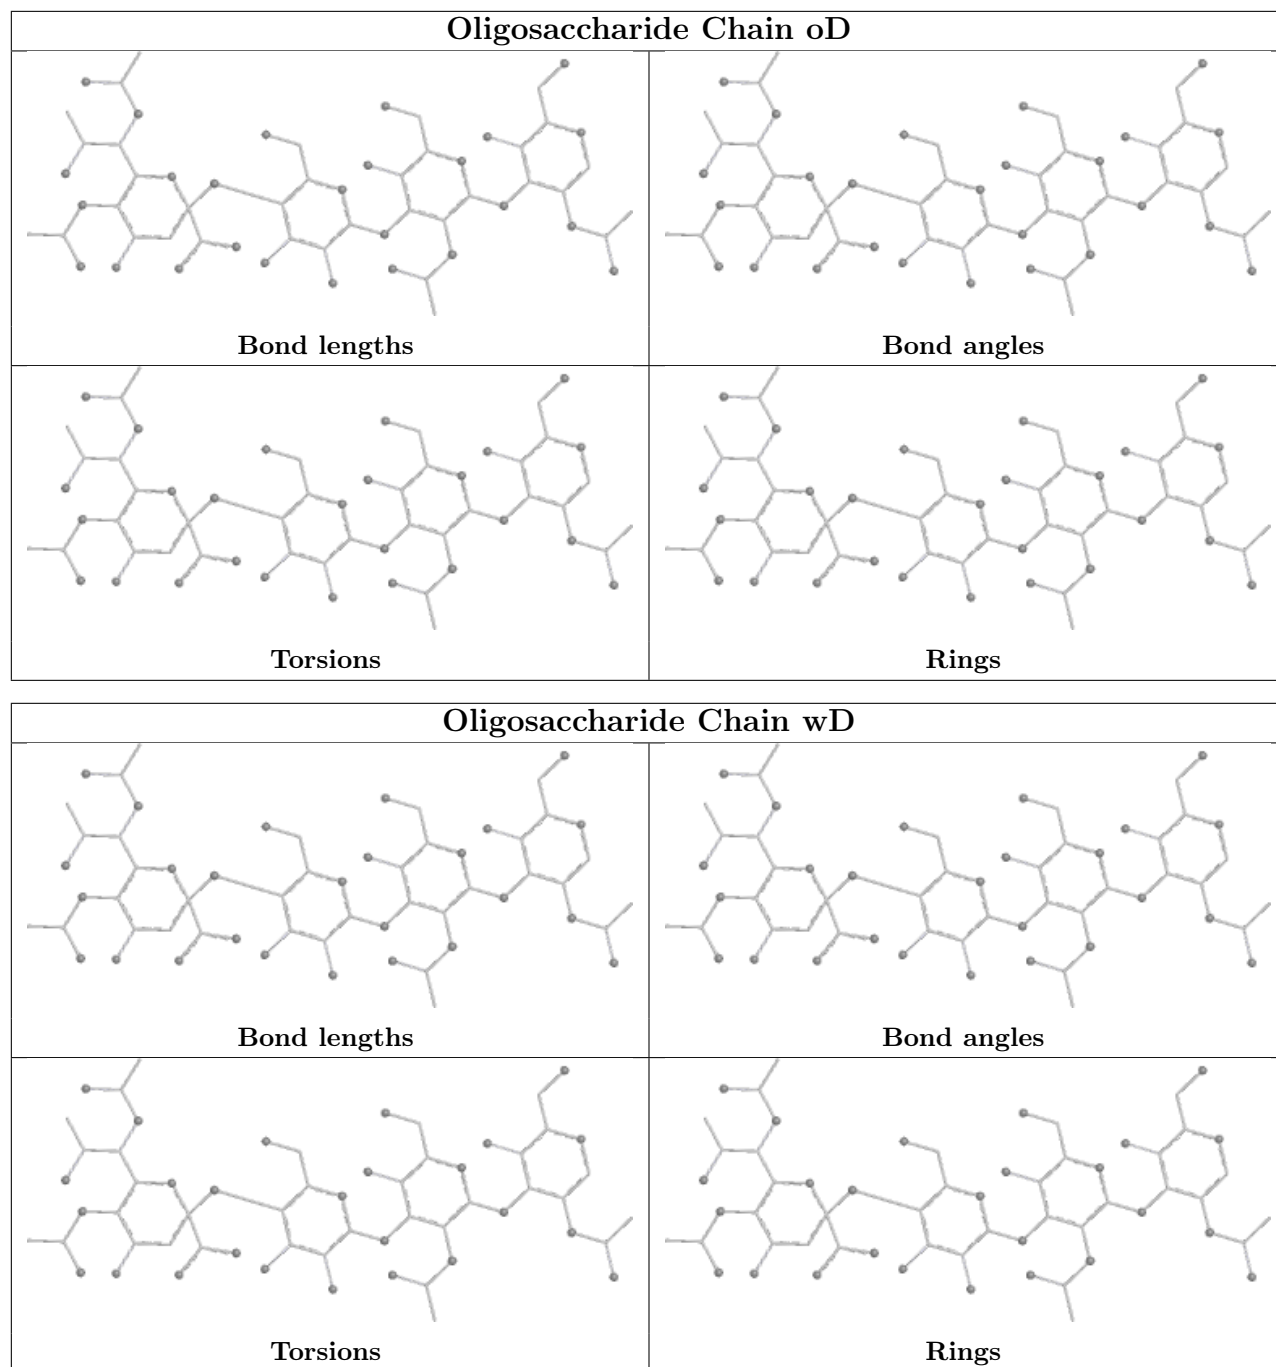 Oligosaccharide Chain oD
Bond lengths
Bond angles
Torsions
Rings
Oligosaccharide Chain wD
Bond lengths
Bond angles
Torsions
Rings